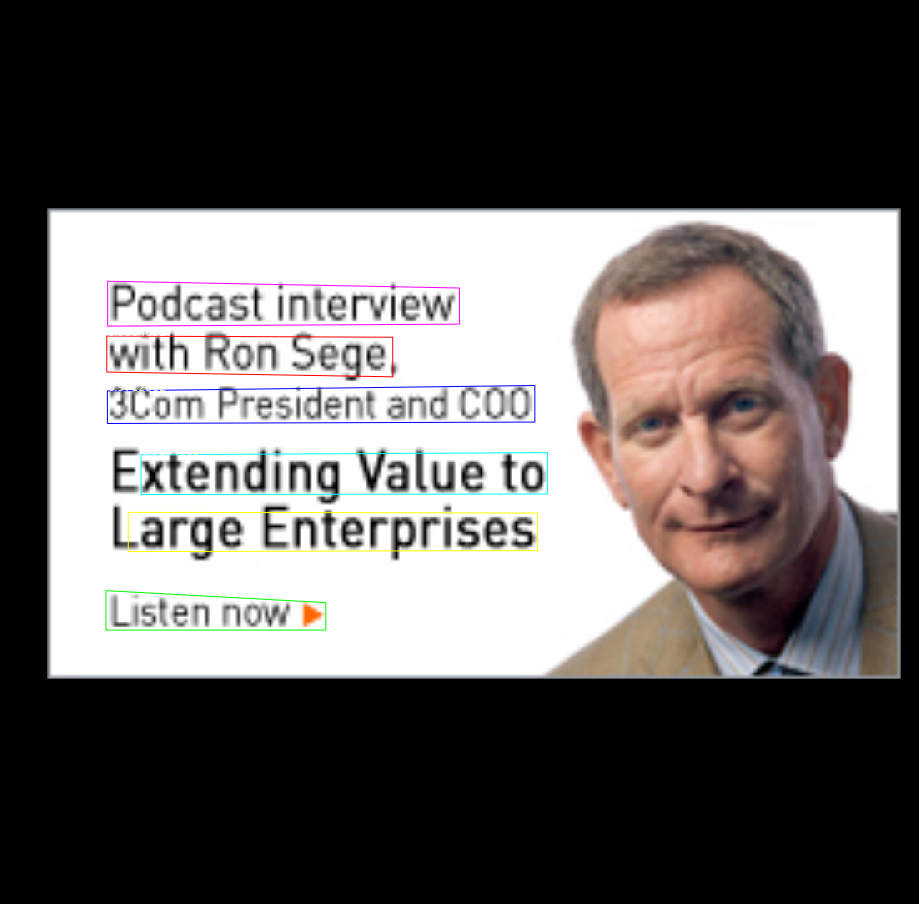 Podcast interview
with Ron Sege,
3Com President and COO
Extending Value to
Large Enterprises
Listen now